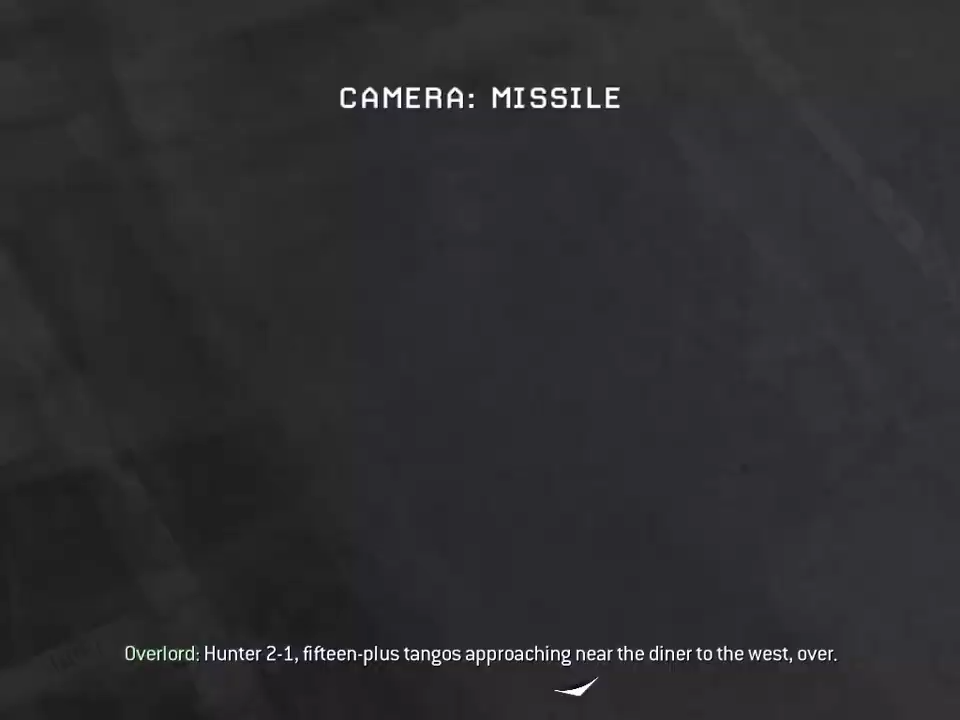 CAMERA: MISSILE
Overlord: Hunter 2-1, fifteen-plus tangos approaching near the diner to the west, over.